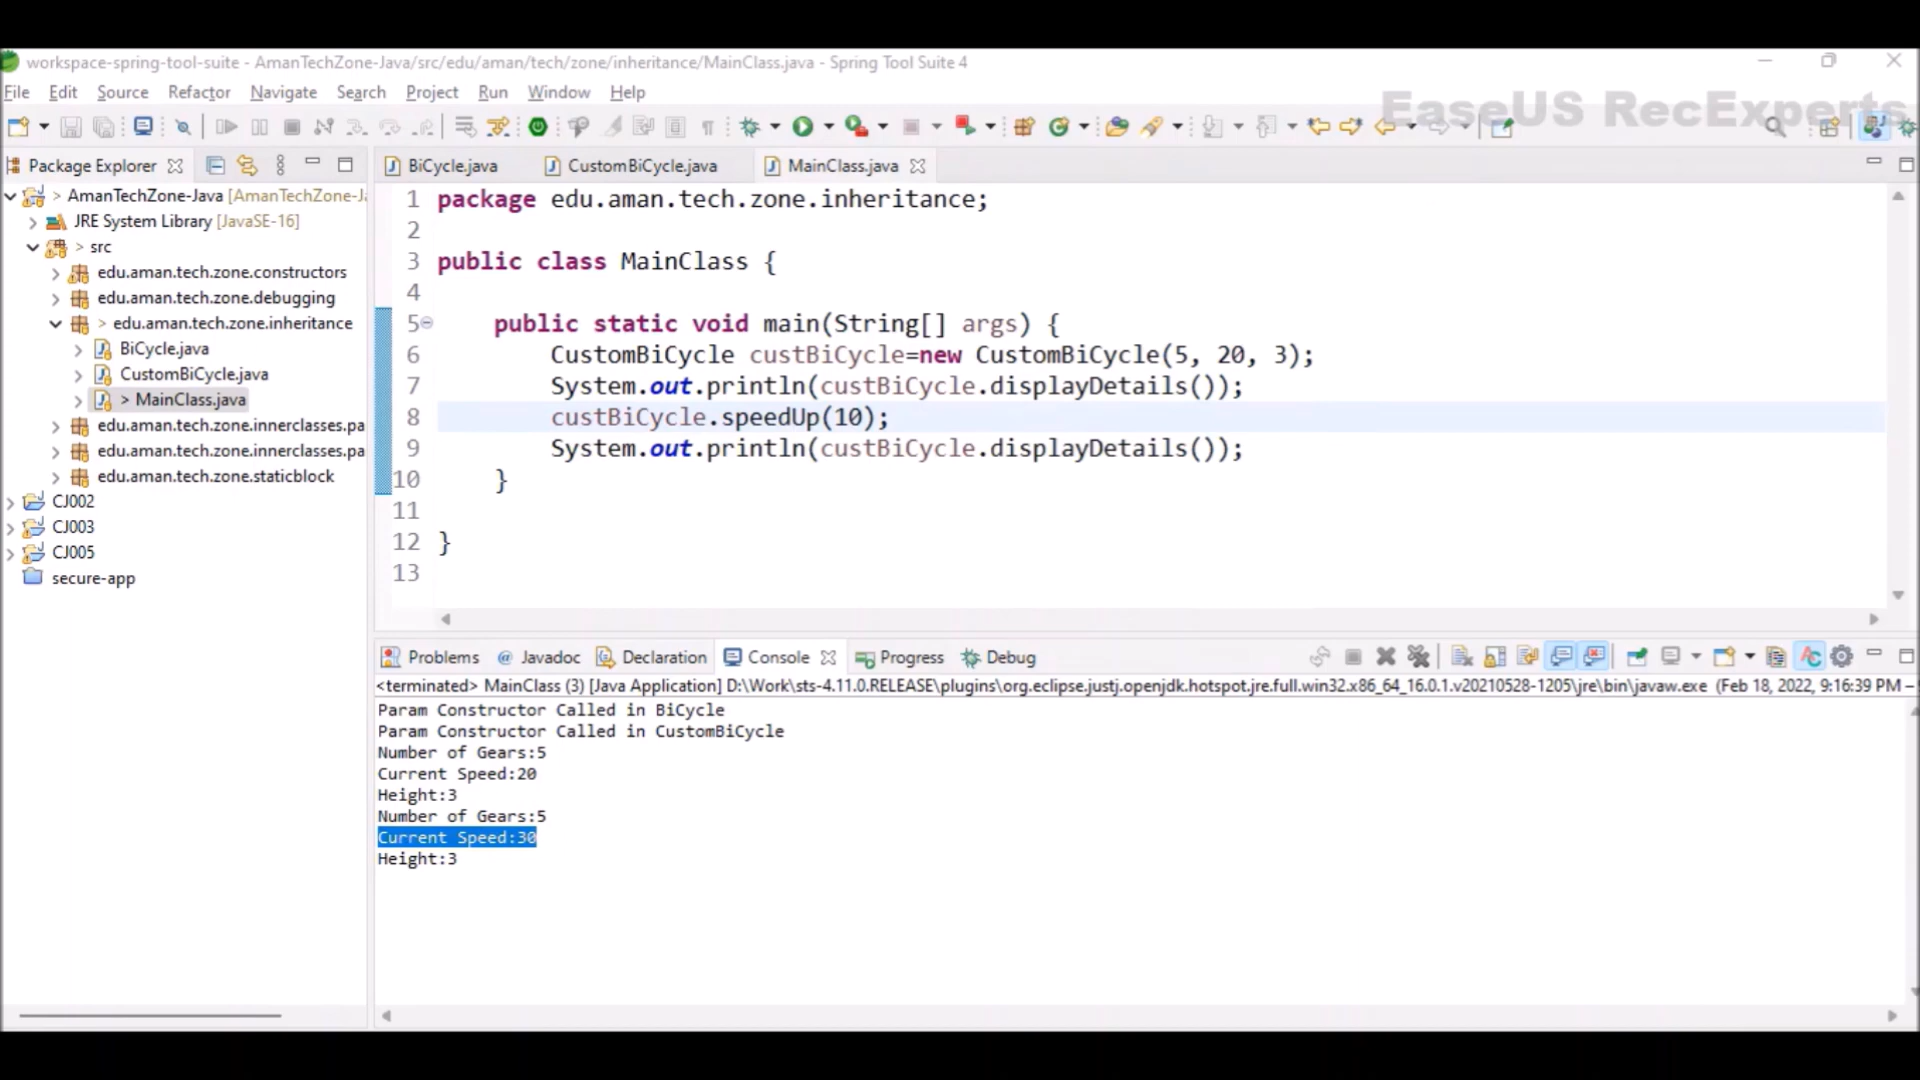 workspace-spring-tool-suite - AmanTechZone-Java/src/edu/aman/tech/zone/inheritance/MainClass.java - Spring Tool Suite 4
File Edit Source Refactor Navigate Search Project Run Window Help
EaseUS RecExperts
Package Explorer
BiCycle.java CustomBiCycle.java MainClass.java
> AmanTechZone-Java [AmanTechZone-J
JRE System Library [JavaSE-16]
> src
edu.aman.tech.zone.constructors
edu.aman.tech.zone.debugging
> edu.aman.tech.zone.inheritance
BiCycle.java
CustomBiCycle.java
> MainClass.java
edu.aman.tech.zone.innerclasses.pa
edu.aman.tech.zone.innerclasses.pa
edu.aman.tech.zone.staticblock
CJ002
CJ003
CJ005
secure-app
1 package edu.aman.tech.zone.inheritance;
2
3 public class MainClass {
4
5 public static void main(String[] args) {
6 CustomBiCycle custBiCycle=new CustomBiCycle(5, 20, 3);
7 System.out.println(custBiCycle.displayDetails());
8 custBiCycle.speedUp(10);
9 System.out.println(custBiCycle.displayDetails());
10 }
11
12 }
13
Problems @ Javadoc Declaration Console Progress Debug
<terminated> MainClass (3) [Java Application] D:\Work\sts-4.11.0.RELEASE\plugins\org.eclipse.justj.openjdk.hotspot.jre.full.win32.x86_64_16.0.1.v20210528-1205\jre\bin\javaw.exe (Feb 18, 2022, 9:16:39 PM –
Param Constructor Called in BiCycle
Param Constructor Called in CustomBiCycle
Number of Gears:5
Current Speed:20
Height:3
Number of Gears:5
Current Speed:30
Height:3